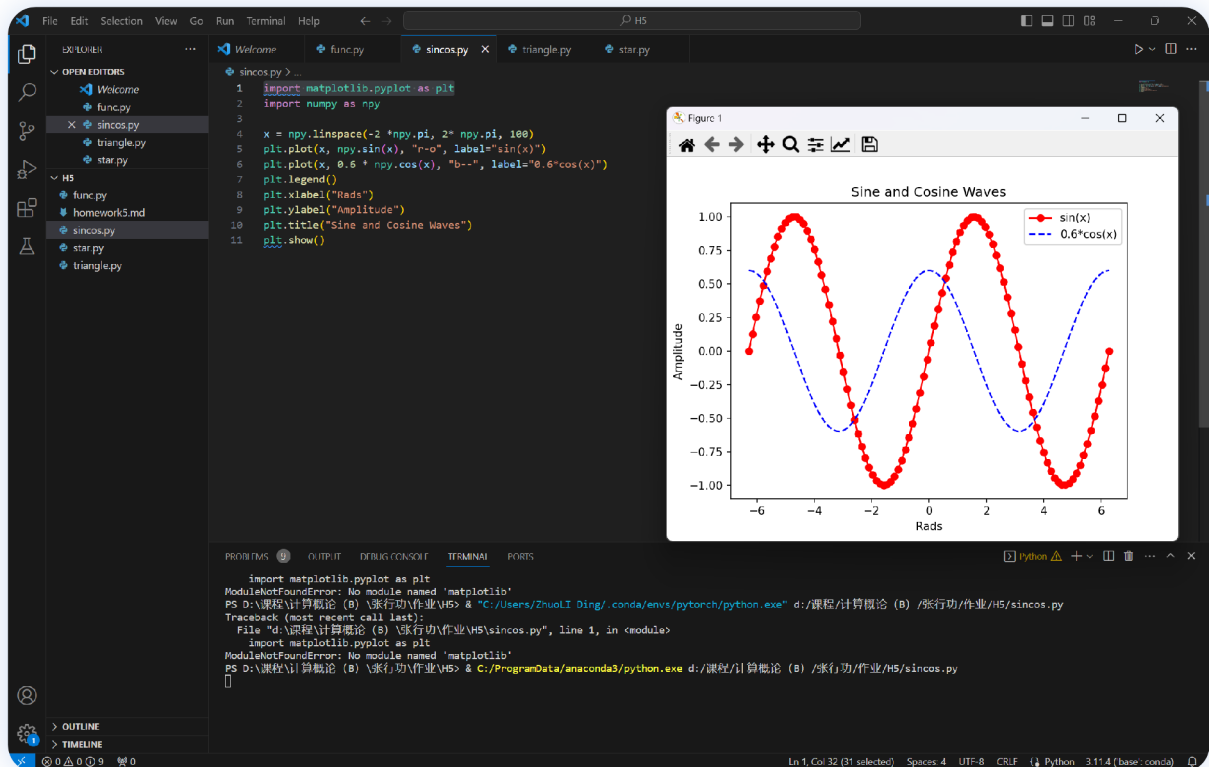 File Edit Selection View Go Run Terminal Help
H5
EXPLORER
OPEN EDITORS
Welcome
func.py
sincos.py
triangle.py
star.py
H5
func.py
homework5.md
sincos.py
star.py
triangle.py
OUTLINE
TIMELINE
Welcome func.py sincos.py triangle.py star.py
sincos.py > ...
1 import matplotlib.pyplot as plt
2 import numpy as npy
3
4 x = npy.linspace(-2 *npy.pi, 2* npy.pi, 100)
5 plt.plot(x, npy.sin(x), "r-o", label="sin(x)")
6 plt.plot(x, 0.6 * npy.cos(x), "b--", label="0.6*cos(x)")
7 plt.legend()
8 plt.xlabel("Rads")
9 plt.ylabel("Amplitude")
10 plt.title("Sine and Cosine Waves")
11 plt.show()
Figure 1
Sine and Cosine Waves
sin(x)
0.6*cos(x)
1.00
0.75
0.50
0.25
0.00
−0.25
−0.50
−0.75
−1.00
Amplitude
−6 −4 −2 0 2 4 6
Rads
PROBLEMS 9 OUTPUT DEBUG CONSOLE TERMINAL PORTS
Python
import matplotlib.pyplot as plt
ModuleNotFoundError: No module named 'matplotlib'
PS D:\课程\计算概论 (B) \张行功\作业\H5> & "C:/Users/ZhuoLI Ding/.conda/envs/pytorch/python.exe" d:/课程/计算概论 (B) /张行功/作业/H5/sincos.py
Traceback (most recent call last):
File "d:\课程\计算概论 (B) \张行功\作业\H5\sincos.py", line 1, in <module>
import matplotlib.pyplot as plt
ModuleNotFoundError: No module named 'matplotlib'
PS D:\课程\计算概论 (B) \张行功\作业\H5> & C:/ProgramData/anaconda3/python.exe d:/课程/计算概论 (B) /张行功/作业/H5/sincos.py
1
0 0 9 0 Ln 1, Col 32 (31 selected) Spaces: 4 UTF-8 CRLF Python 3.11.4 ('base': conda)